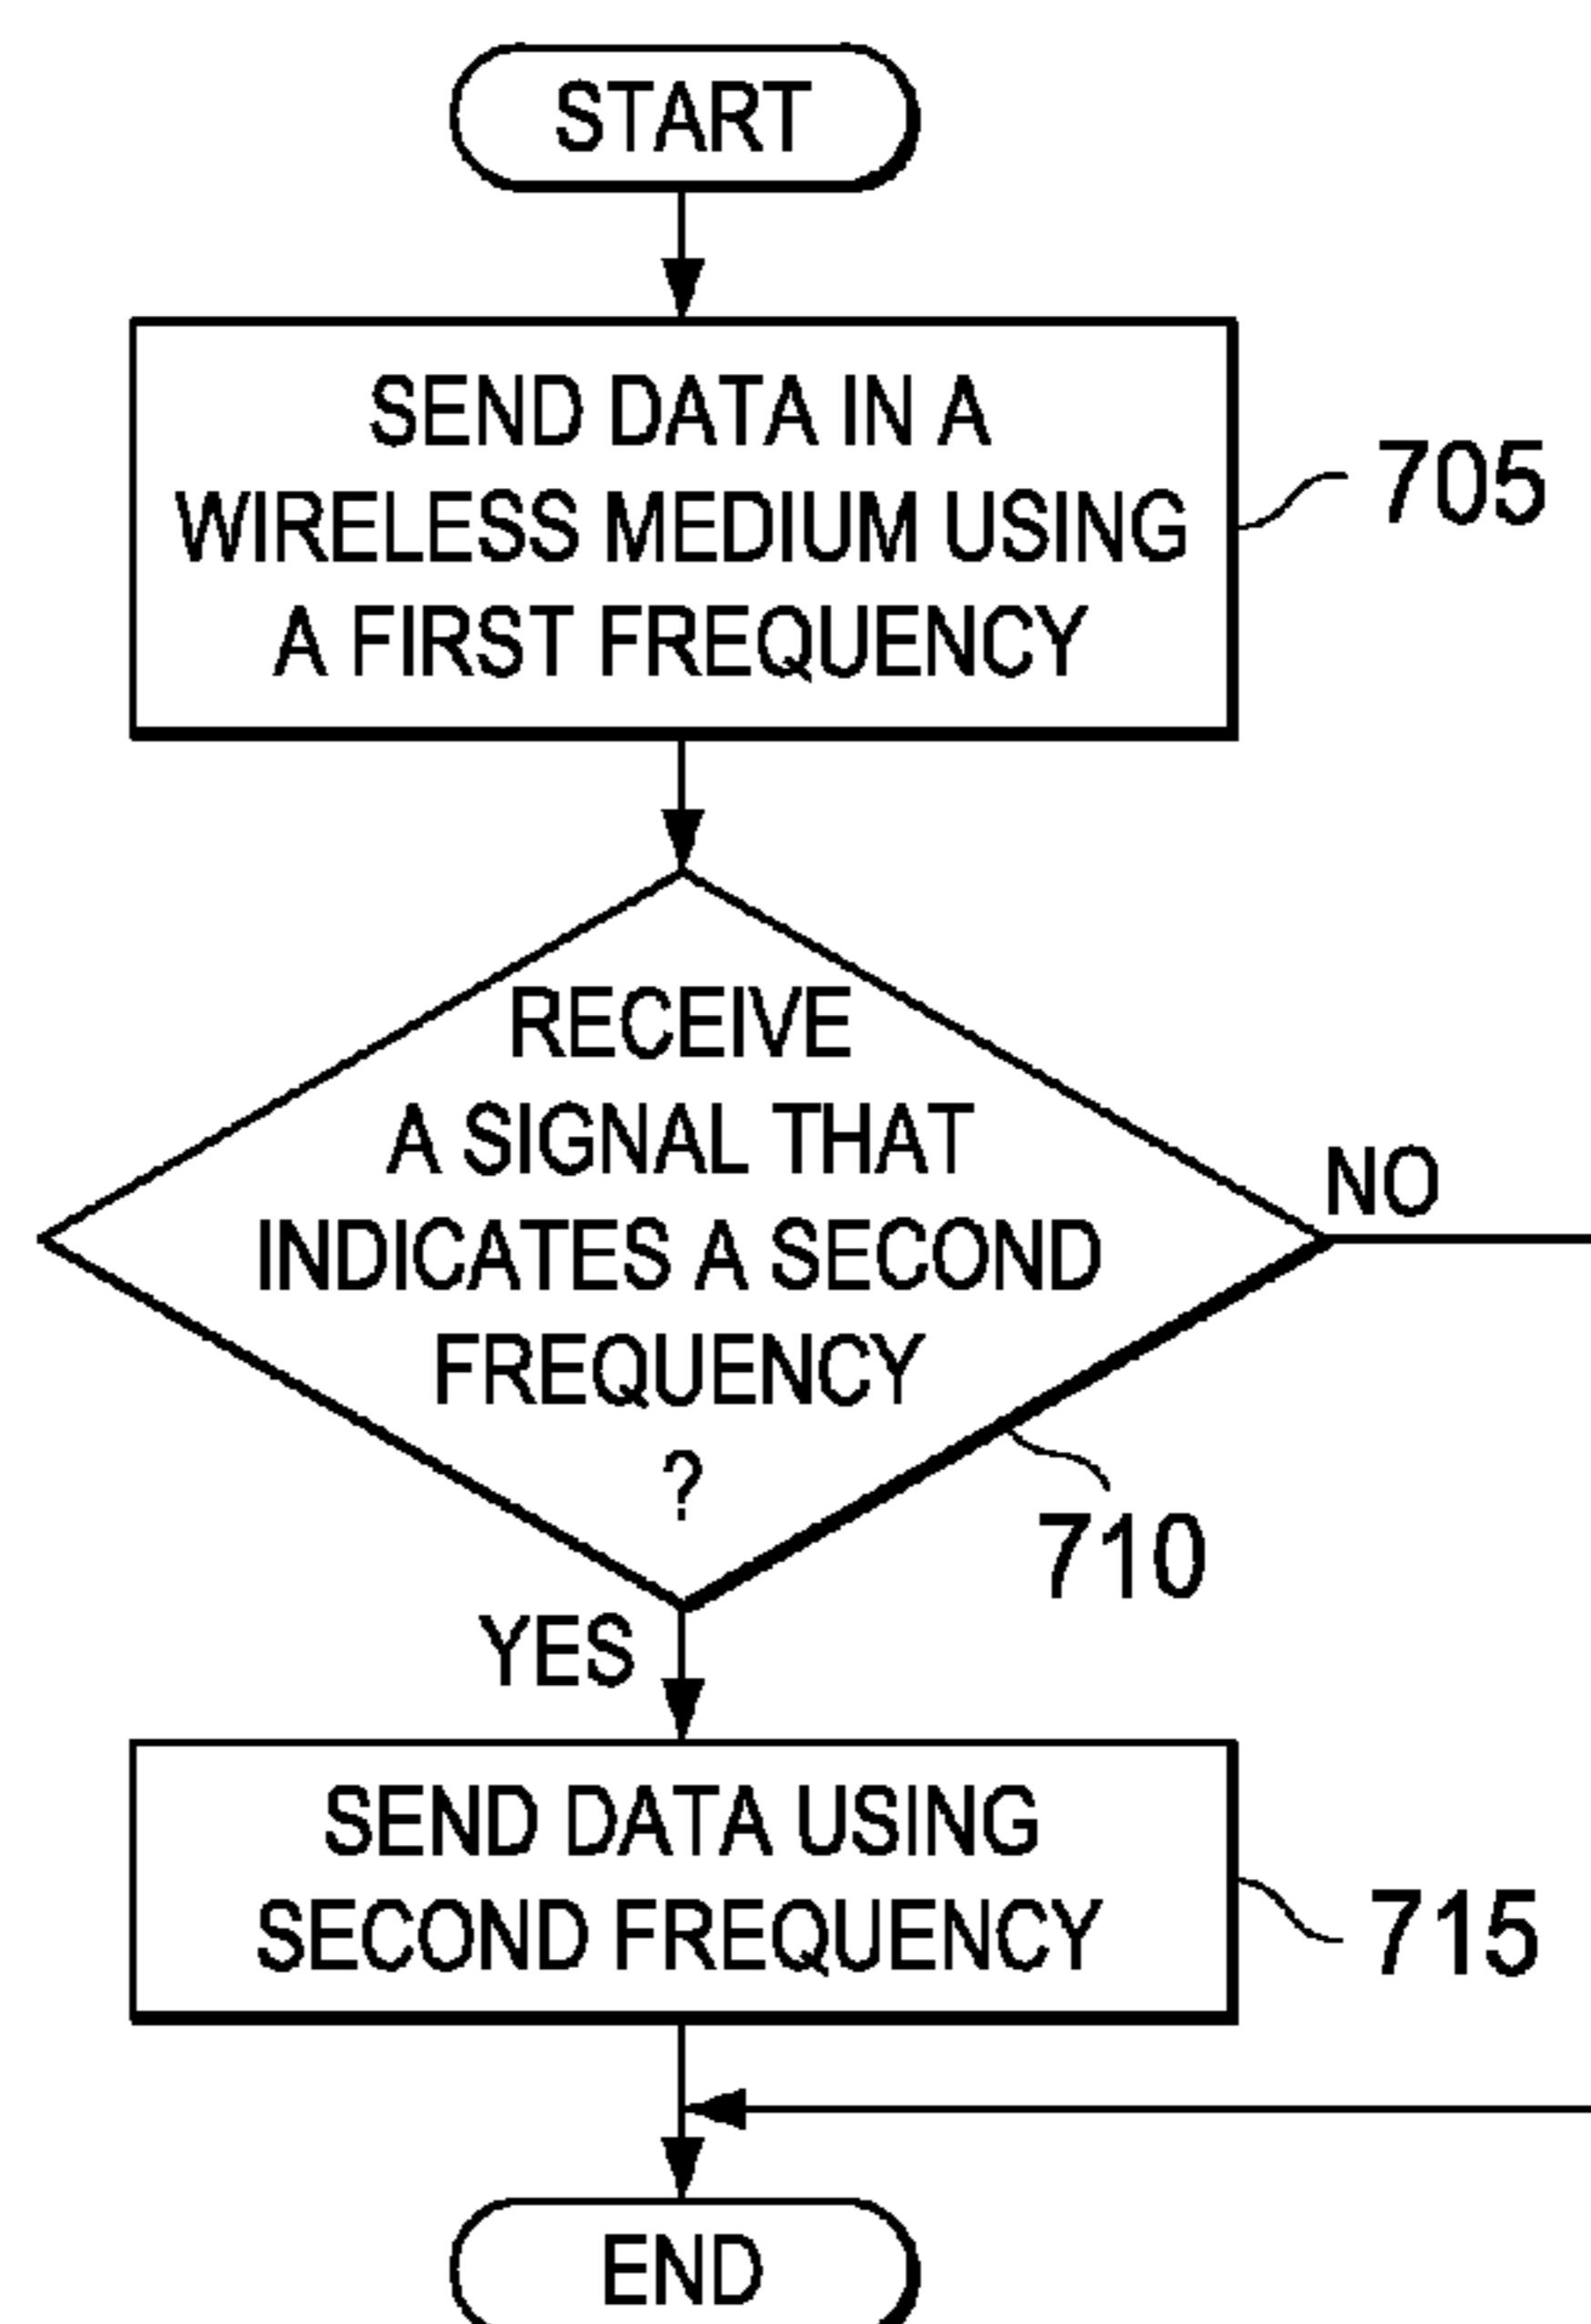 START
SEND DATA IN A
WIRELESS MEDIUM USING
A FIRST FREQUENCY
705
RECEIVE
A SIGNAL THAT
INDICATES A SECOND
FREQUENCY
?
NO
710
YES
SEND DATA USING
SECOND FREQUENCY
715
END